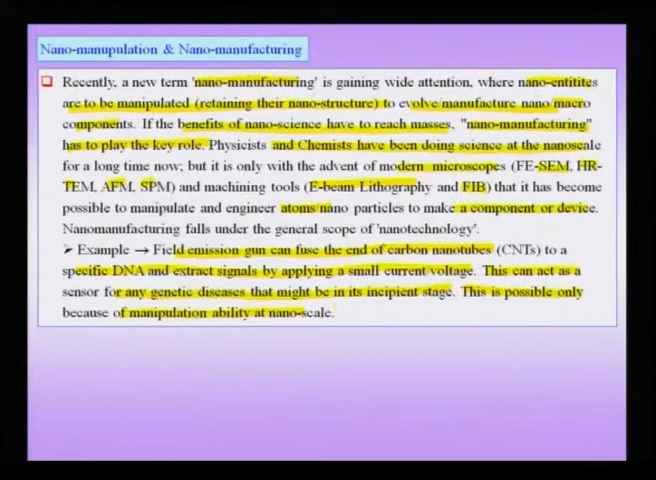 Nano-manupulation & Nano-manufacturing
Recently, a new term 'nano-manufacturing' is gaining wide attention, where nano-entitites
are to be manipulated (retaining their nano-structure) to evolve manufacture nano macro
components. If the benefits of nano-science have to reach masses, "nano-manufacturing"
has to play the key role. Physicists and Chemists have been doing science at the nanoscale
for a long time now; but it is only with the advent of modern microscopes (FE-SEM, HR-
TEM, AFM, SPM) and machining tools (E-beam Lithography and FIB) that it has become
possible to manipulate and engineer atoms nano particles to make a component or device.
Nanomanufacturing falls under the general scope of 'nanotechnology'.
➤ Example → Field emission gun can fuse the end of carbon nanotubes (CNTs) to a
specific DNA and extract signals by applying a small current/voltage. This can act as a
sensor for any genetic diseases that might be in its incipient stage. This is possible only
because of manipulation ability at nano-scale.